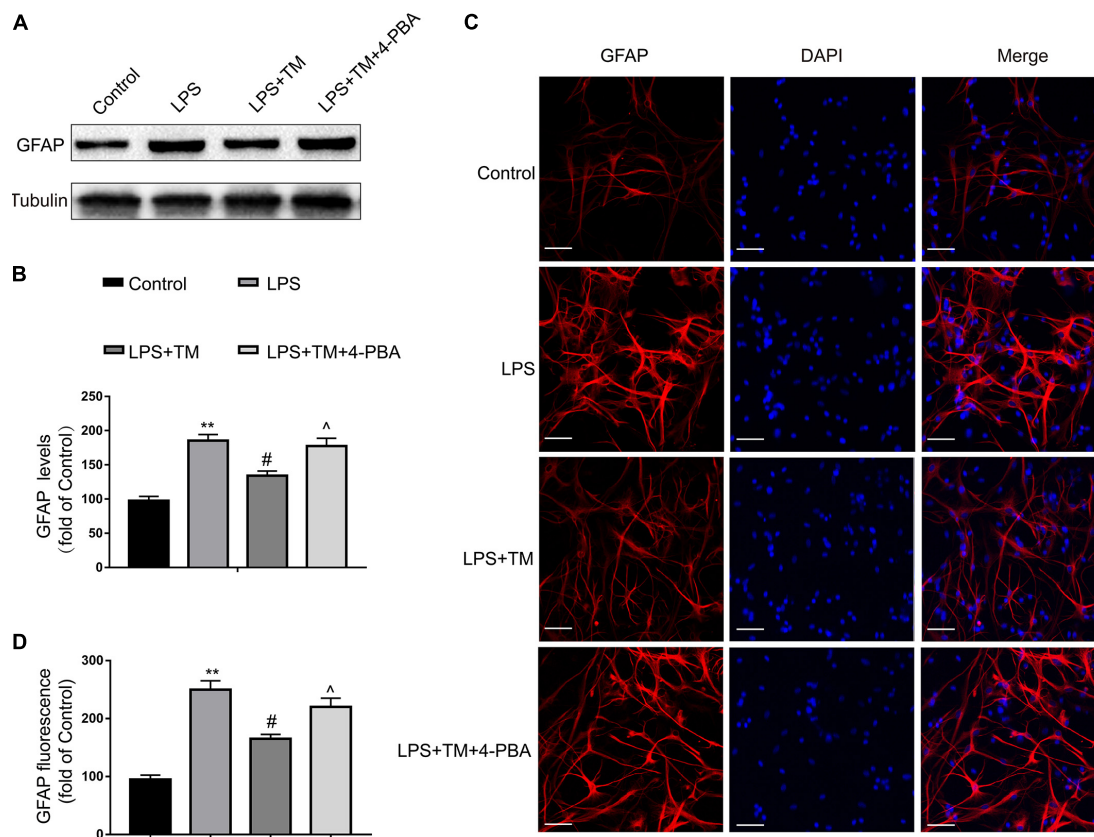 A
Control LPS LPS+TM LPS+TM+4-PBA
GFAP
Tubulin
B
Control LPS
LPS+TM LPS+TM+4-PBA
GFAP levels
(fold of Control)
250
200
150
100
50
0
** # ^
D
GFAP fluorescence
(fold of Control)
300
200
100
0
** # ^
C
GFAP DAPI Merge
Control
LPS
LPS+TM
LPS+TM+4-PBA